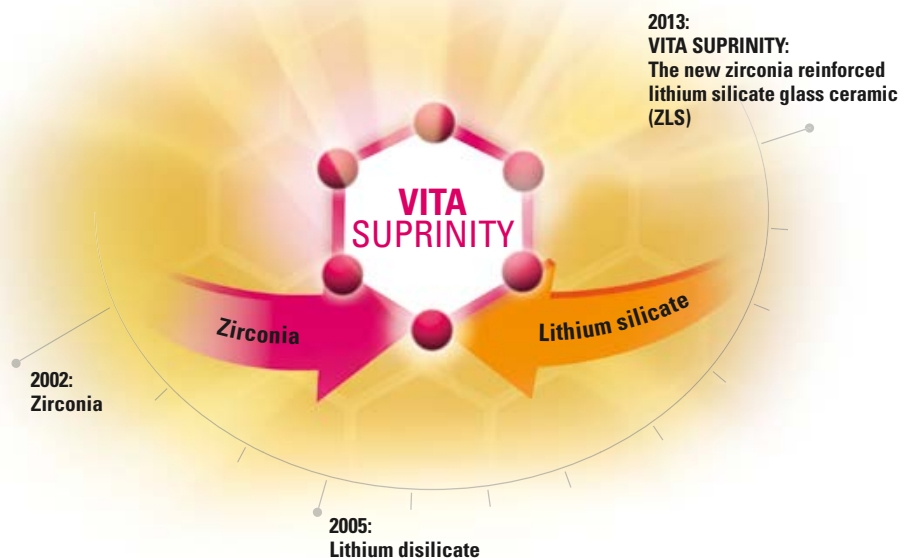 2013:
VITA SUPRINITY:
The new zirconia reinforced
lithium silicate glass ceramic
(ZLS)
VITA
SUPRINITY
Zirconia
Lithium silicate
2002:
Zirconia
2005:
Lithium disilicate